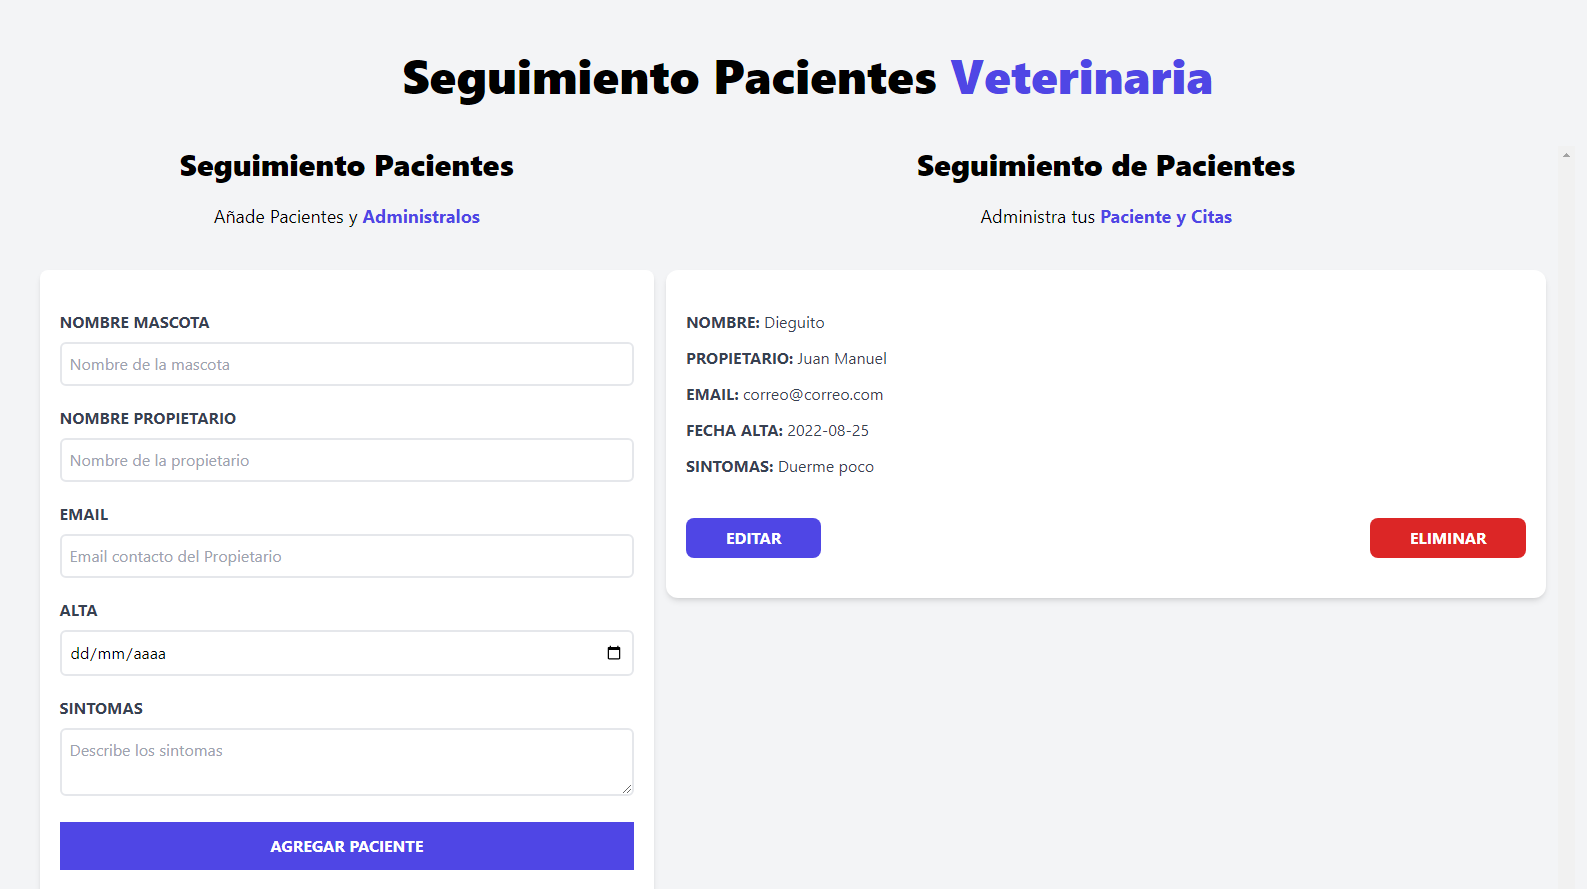 Seguimiento Pacientes Veterinaria
Seguimiento Pacientes
Añade Pacientes y Administralos
NOMBRE MASCOTA
Nombre de la mascota
NOMBRE PROPIETARIO
Nombre de la propietario
EMAIL
Email contacto del Propietario
ALTA
dd/mm/aaaa
SINTOMAS
Describe los sintomas
AGREGAR PACIENTE
Seguimiento de Pacientes
Administra tus Paciente y Citas
NOMBRE: Dieguito
PROPIETARIO: Juan Manuel
EMAIL: correo@correo.com
FECHA ALTA: 2022-08-25
SINTOMAS: Duerme poco
EDITAR
ELIMINAR